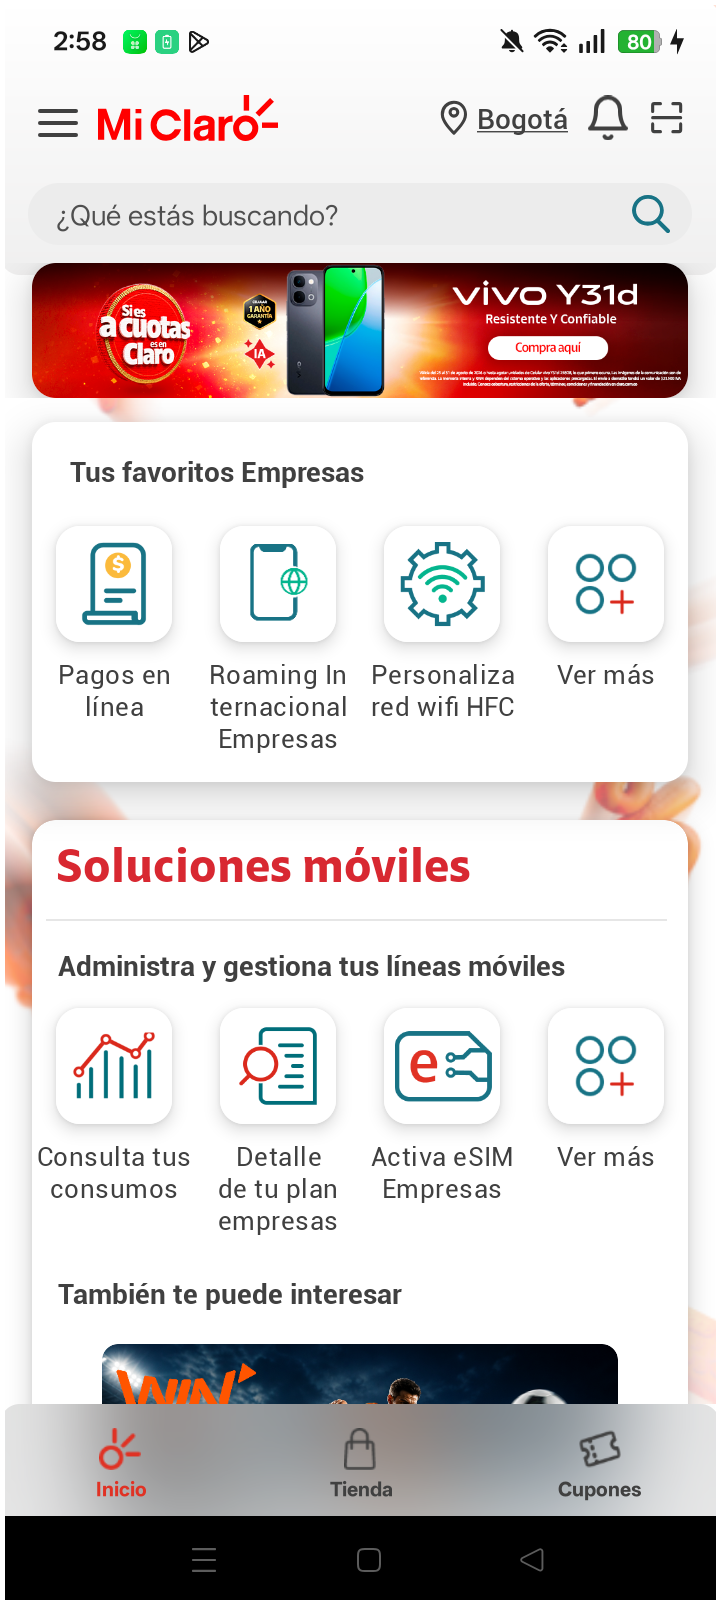 2:58
80
Mi Claro
Bogotá
¿Qué estás buscando?
Si es
a cuotas
es en
Claro
1 AÑO
GARANTÍA
IA
vivo Y31d
Resistente Y Confiable
Compra aquí
Tus favoritos Empresas
Pagos en
línea
Roaming In
ternacional
Empresas
Personaliza
red wifi HFC
Ver más
Soluciones móviles
Administra y gestiona tus líneas móviles
Consulta tus
consumos
Detalle
de tu plan
empresas
Activa eSIM
Empresas
Ver más
También te puede interesar
WIN
Inicio
Tienda
Cupones